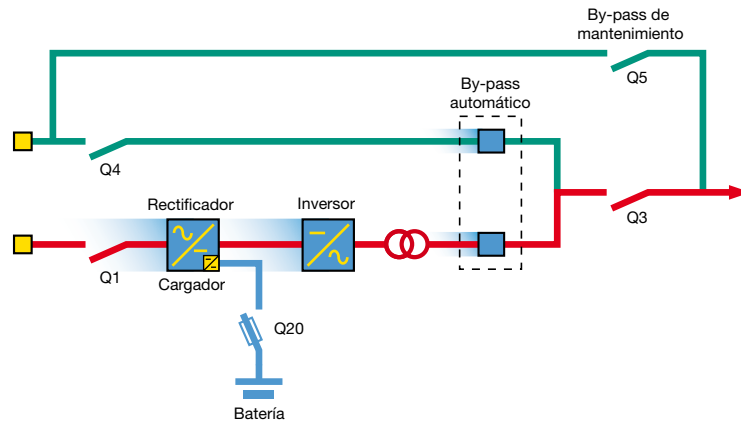 By-pass de
mantenimiento
Q5
By-pass
automático
Q4
Rectificador
Inversor
Q3
Q1
Cargador
Q20
Batería